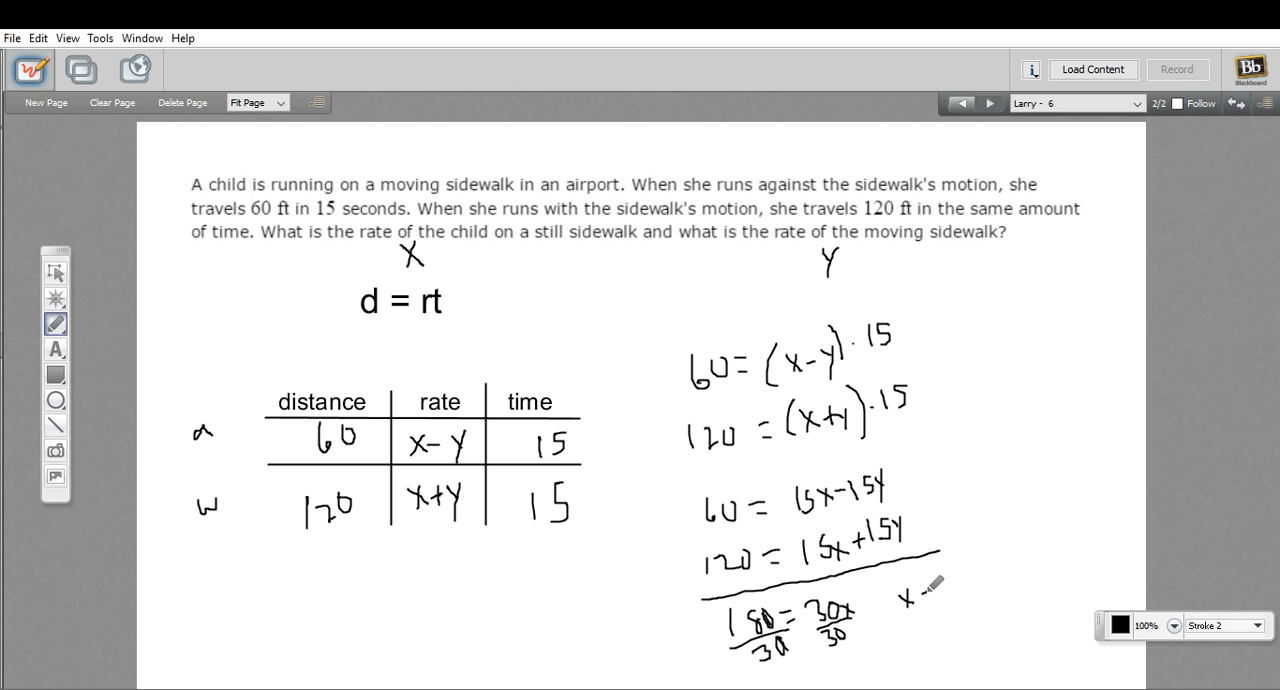 File Edit View Tools Window Help
i Load Content Record Bb
Blackboard
New Page Clear Page Delete Page Fit Page Larry - 6 2/2 Follow
A child is running on a moving sidewalk in an airport. When she runs against the sidewalk's motion, she
travels 60 ft in 15 seconds. When she runs with the sidewalk's motion, she travels 120 ft in the same amount
of time. What is the rate of the child on a still sidewalk and what is the rate of the moving sidewalk?
X Y
d = rt
60 = (x-y) · 15
120 = (x+y) · 15
distance rate time
a 60 x-y 15
w 120 x+y 15
60 = 15x-15y
120 = 15x+15y
180 = 30x x -
30 30
A
100% Stroke 2